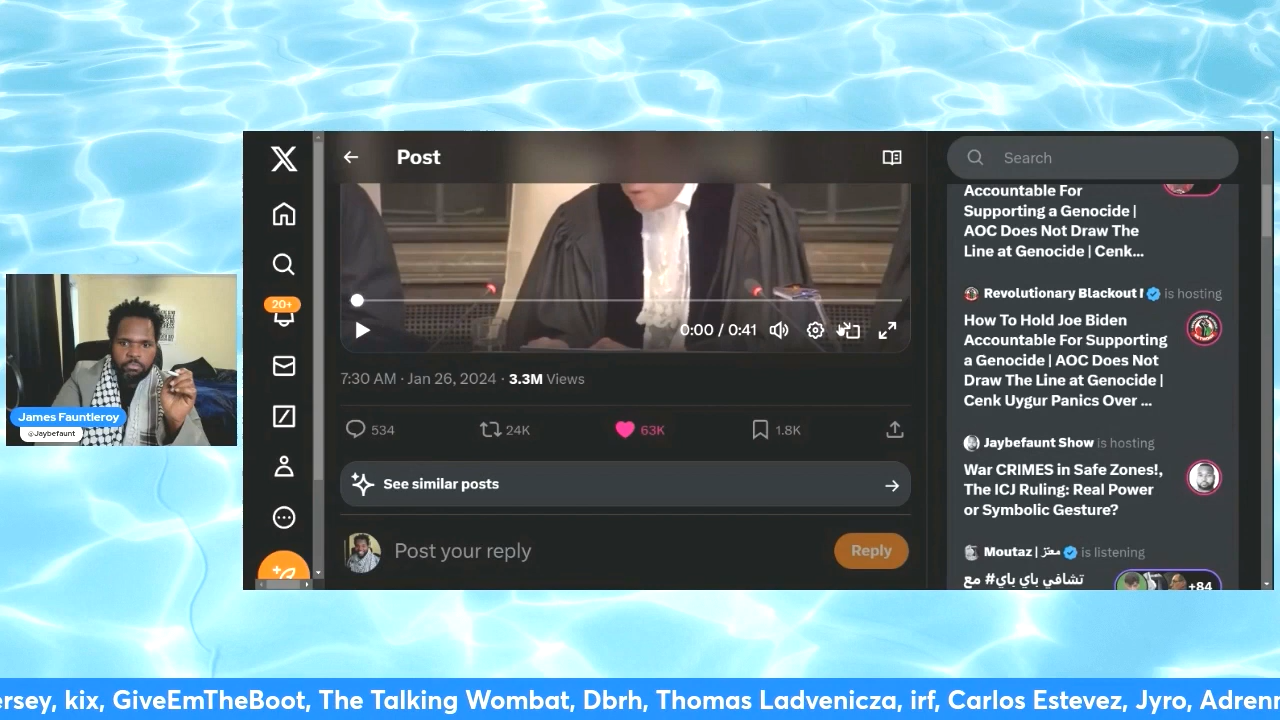 Post
Search
20+
0:00 / 0:41
7:30 AM · Jan 26, 2024 · 3.3M Views
534
24K
63K
1.8K
See similar posts
Post your reply
Reply
Accountable For
Supporting a Genocide |
AOC Does Not Draw The
Line at Genocide | Cenk...
Revolutionary Blackout is hosting
How To Hold Joe Biden
Accountable For Supporting
a Genocide | AOC Does Not
Draw The Line at Genocide |
Cenk Uygur Panics Over ...
Jaybefaunt Show is hosting
War CRIMES in Safe Zones!,
The ICJ Ruling: Real Power
or Symbolic Gesture?
Moutaz | معتز is listening
تشافي باي باي# مع
+84
James Fauntleroy
@Jaybefaunt
ersey, kix, GiveEmTheBoot, The Talking Wombat, Dbrh, Thomas Ladvenicza, irf, Carlos Estevez, Jyro, Adren